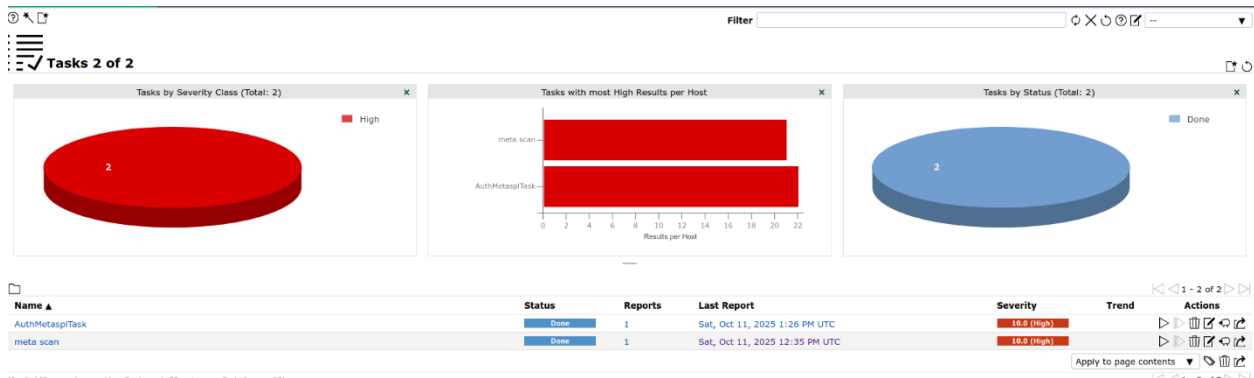 Filter
--
Tasks 2 of 2
Tasks by Severity Class (Total: 2)
×
High
2
Tasks with most High Results per Host
×
meta scan
AuthMetasplTask
0 2 4 6 8 10 12 14 16 18 20 22
Results per Host
Tasks by Status (Total: 2)
×
Done
2
1 - 2 of 2
Name ▲ Status Reports Last Report Severity Trend Actions
AuthMetasplTask Done 1 Sat, Oct 11, 2025 1:26 PM UTC 10.0 (High)
meta scan Done 1 Sat, Oct 11, 2025 12:35 PM UTC 10.0 (High)
Apply to page contents ▼